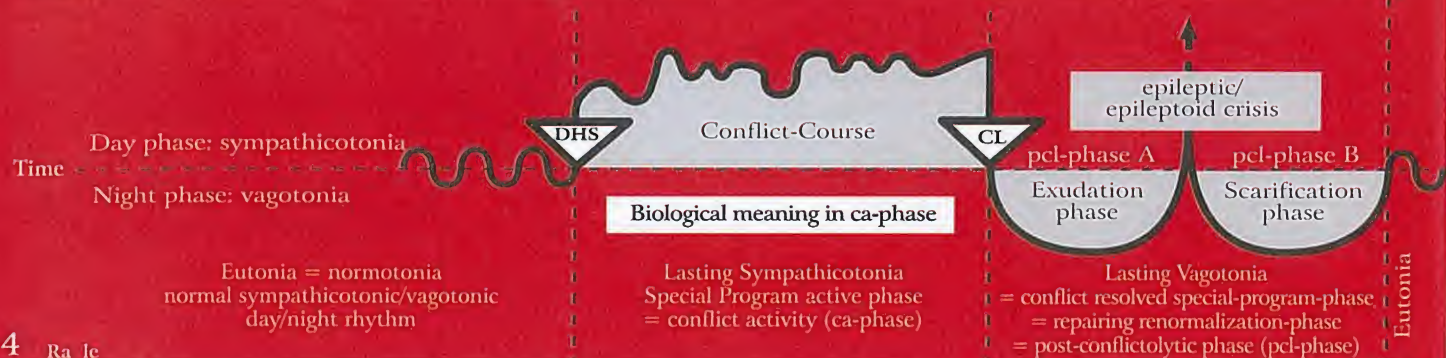 epileptic/
epileptoid crisis
DHS
Conflict-Course
CL
Day phase: sympathicotonia
Time
Night phase: vagotonia
pcl-phase A
pcl-phase B
Exudation
phase
Scarification
phase
Biological meaning in ca-phase
Eutonia = normotonia
normal sympathicotonic/vagotonic
day/night rhythm
Lasting Sympathicotonia
Special Program active phase
= conflict activity (ca-phase)
Lasting Vagotonia
= conflict resolved special-program-phase
= repairing renormalization-phase
= post-conflictolytic phase (pcl-phase)
Eutonia
4